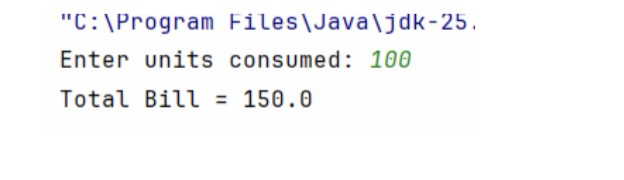 "C:\Program Files\Java\jdk-25.
Enter units consumed: 100
Total Bill = 150.0